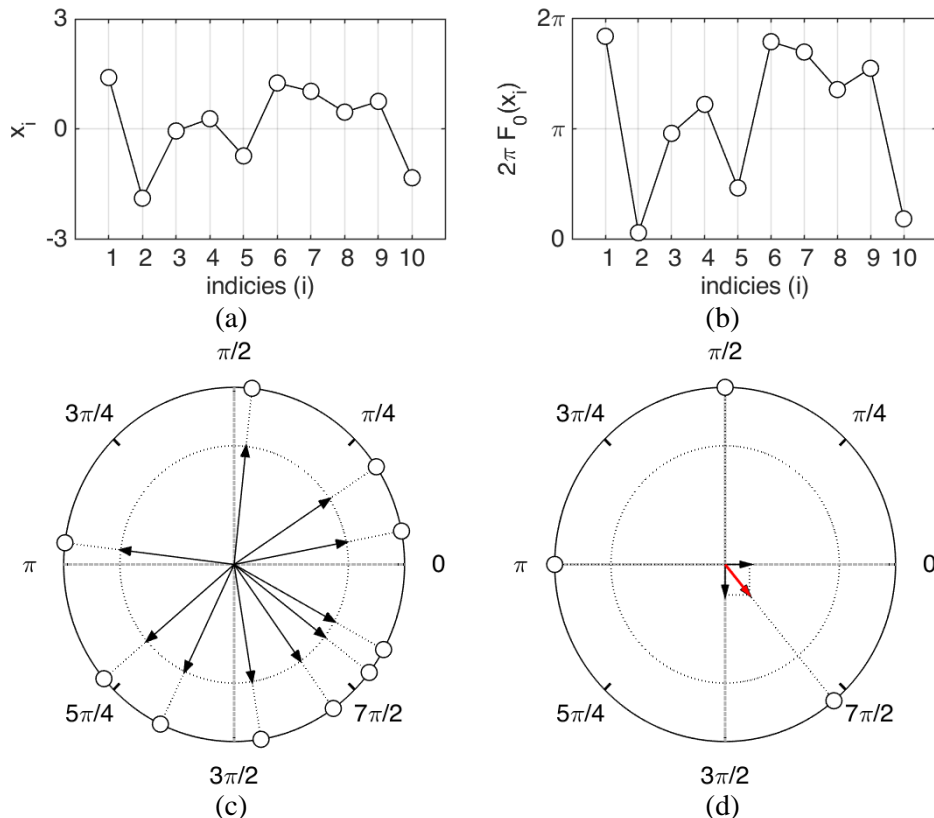 3
0
-3
x_i
1 2 3 4 5 6 7 8 9 10
indicies (i)
(a)
2π
π
0
2π F_0(x_i)
1 2 3 4 5 6 7 8 9 10
indicies (i)
(b)
π/2
3π/4
π/4
π
0
5π/4
7π/2
3π/2
(c)
π/2
3π/4
π/4
π
0
5π/4
7π/2
3π/2
(d)